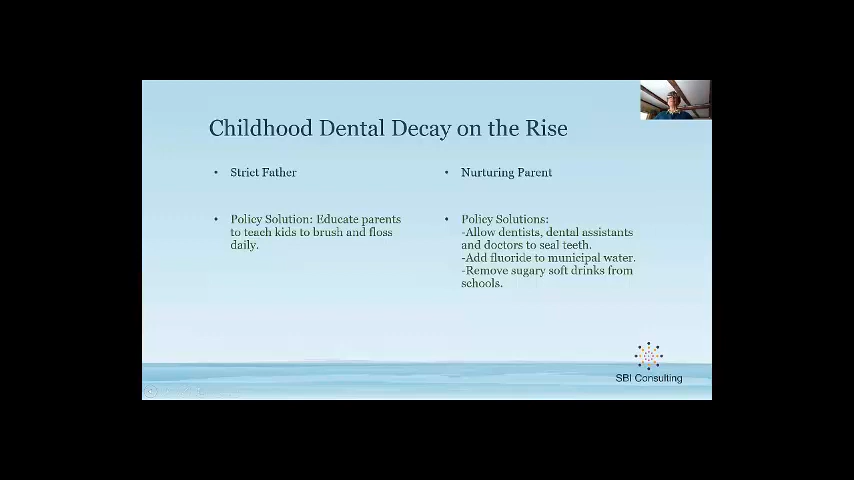 Childhood Dental Decay on the Rise
• Strict Father
• Policy Solution: Educate parents
to teach kids to brush and floss
daily.
• Nurturing Parent
• Policy Solutions:
-Allow dentists, dental assistants
and doctors to seal teeth.
-Add fluoride to municipal water.
-Remove sugary soft drinks from
schools.
SBI Consulting